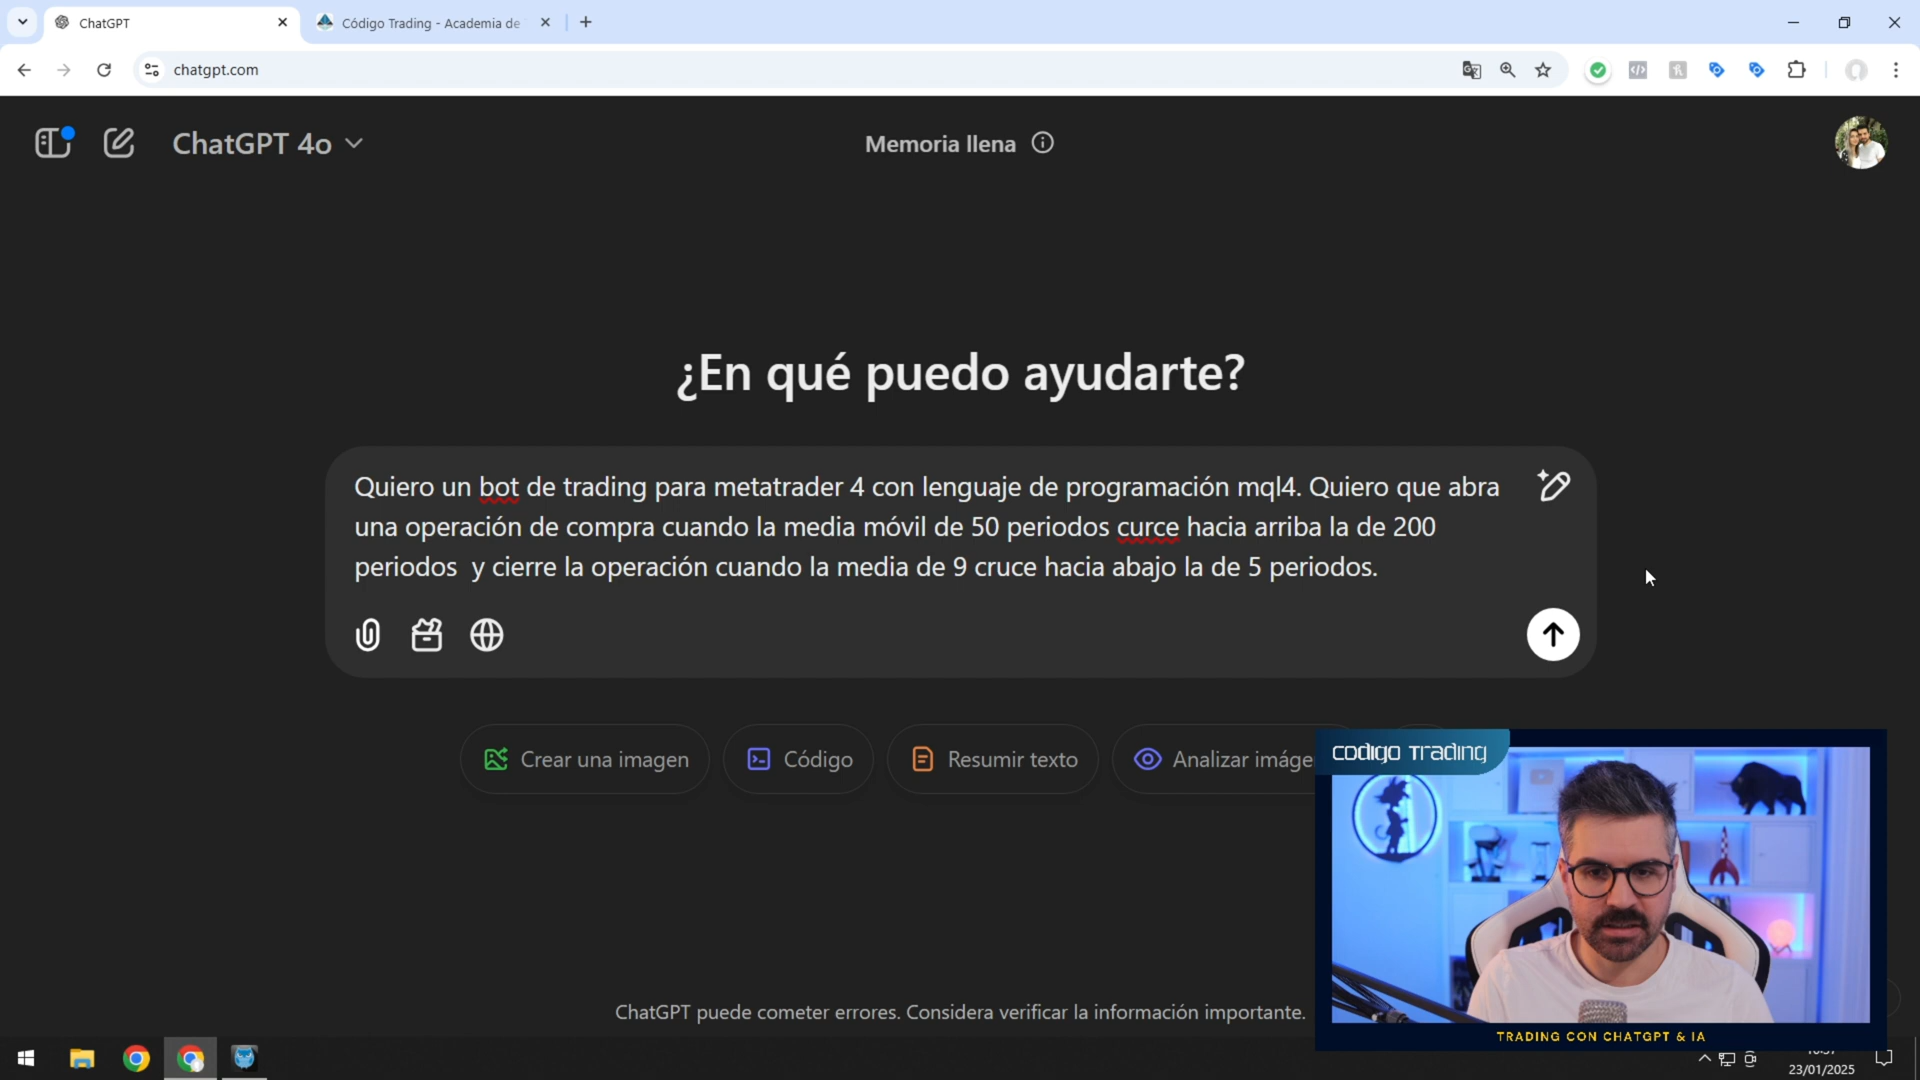 ChatGPT
Código Trading - Academia de
chatgpt.com
ChatGPT 4o
Memoria llena
¿En qué puedo ayudarte?
Quiero un bot de trading para metatrader 4 con lenguaje de programación mql4. Quiero que abra
una operación de compra cuando la media móvil de 50 periodos curce hacia arriba la de 200
periodos y cierre la operación cuando la media de 9 cruce hacia abajo la de 5 periodos.
Crear una imagen
Código
Resumir texto
Analizar imáge
codigo Trading
ChatGPT puede cometer errores. Considera verificar la información importante.
TRADING CON CHATGPT & IA
23/01/2025